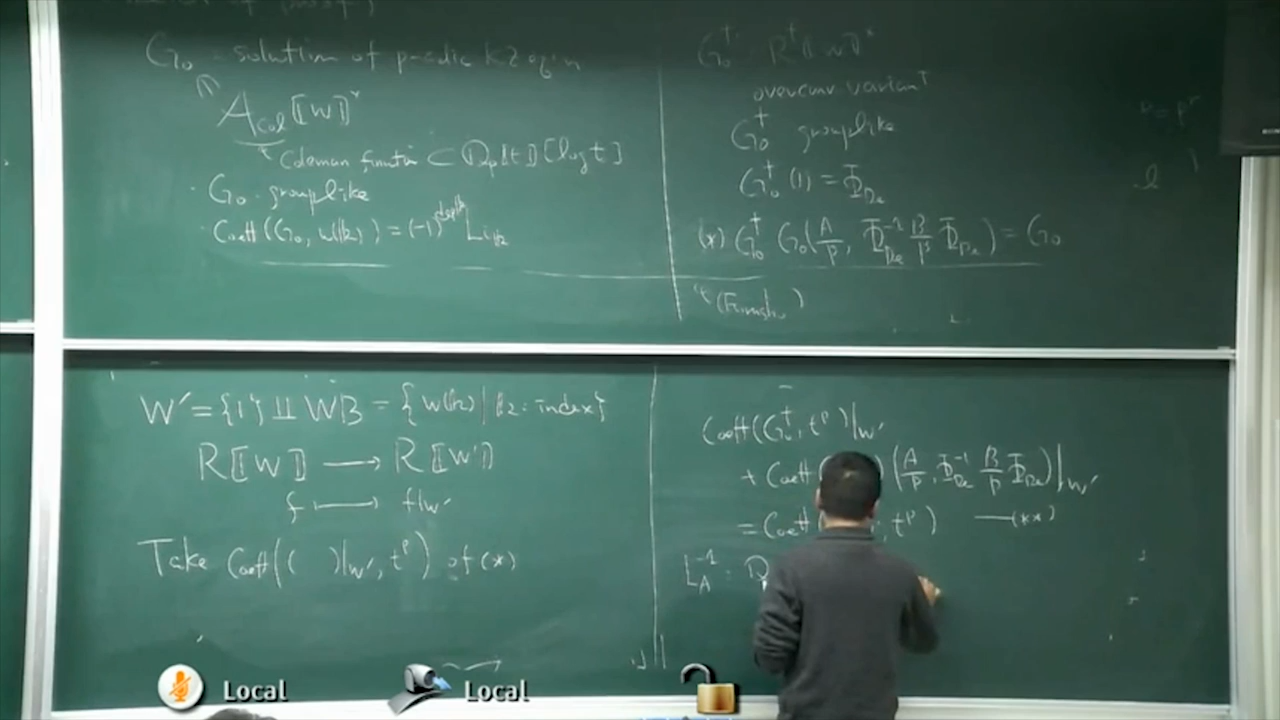 G₀ solution of p-adic KZ eq'n
A_Col[[W]]^×
Coleman function ⊂ Q_p[[t]][log t]
· G₀ grouplike
· Coeff(G₀, w(𝕜)) = (-1)^depth Li_𝕜
G₀^† R^†[[W]]^×
overconv variant
G₀^† grouplike
G₀^†(1) = Φ_De
(*) G₀^† G₀(A/p, Φ_De^{-1} B/p Φ_De) = G₀
W' = {1} ∐ WB = {w(𝕜) | 𝕜: index}
R[[W]] ⟶ R[[W']]
f ⟼ f|_W'
Take Coeff(( )|_W', t^p) of (*)
Coeff(G₀^†, t^p)|_W'
+ Coeff (A/p, Φ_De^{-1} B/p Φ_De)|_W'
= Coeff( , t^p) —(**)
L_A^{-1} :
Local
Local